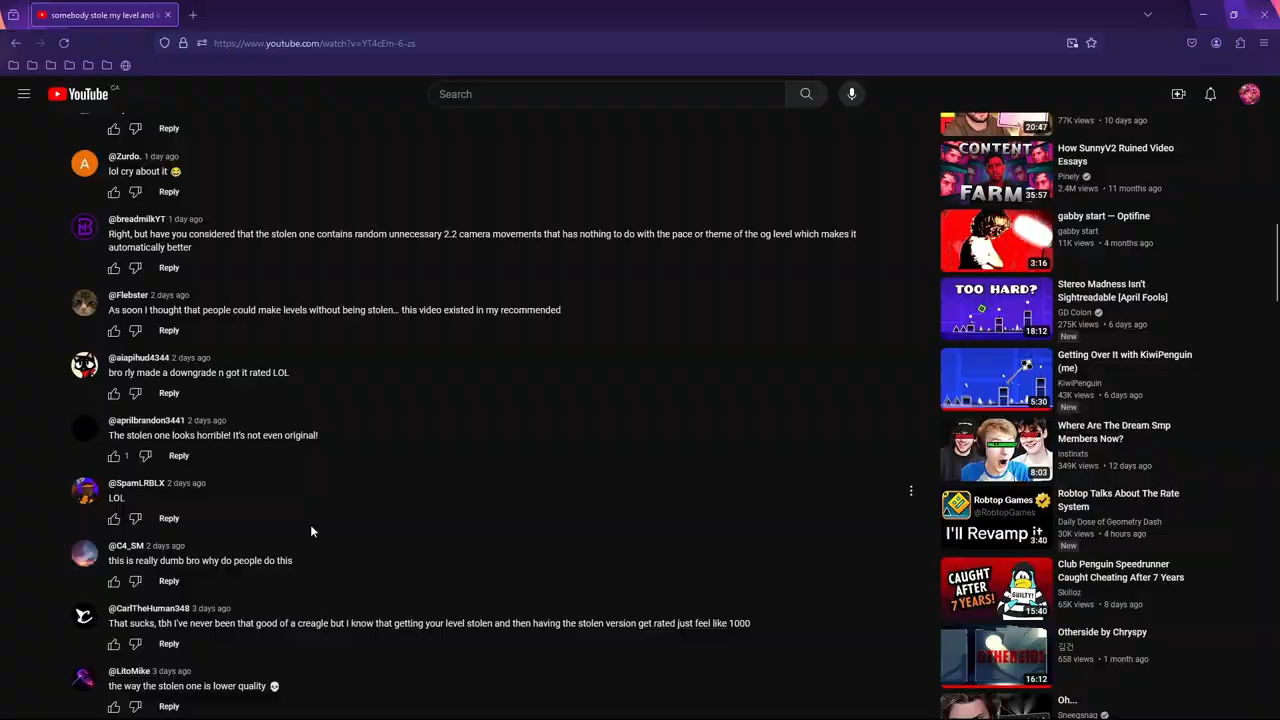 somebody stole my level and i
https://www.youtube.com/watch?v=YT4cEm-6-zs
YouTube CA
Search
Reply
@Zurdo. 1 day ago
lol cry about it 😂
Reply
@breadmilkYT 1 day ago
Right, but have you considered that the stolen one contains random unnecessary 2.2 camera movements that has nothing to do with the pace or theme of the og level which makes it
automatically better
Reply
@Flebster 2 days ago
As soon I thought that people could make levels without being stolen… this video existed in my recommended
Reply
@aiapihud4344 2 days ago
bro rly made a downgrade n got it rated LOL
Reply
@aprilbrandon3441 2 days ago
The stolen one looks horrible! It's not even original!
1 Reply
@SpamLRBLX 2 days ago
LOL
Reply
@C4_SM 2 days ago
this is really dumb bro why do people do this
Reply
@CarlTheHuman348 3 days ago
That sucks, tbh I've never been that good of a creagle but I know that getting your level stolen and then having the stolen version get rated just feel like 1000
Reply
@LitoMike 3 days ago
the way the stolen one is lower quality 💀
Reply
20:47
77K views • 10 days ago
CONTENT
FARM
35:57
How SunnyV2 Ruined Video
Essays
Pinely
2.4M views • 11 months ago
3:16
gabby start — Optifine
gabby start
11K views • 4 months ago
TOO HARD?
18:12
Stereo Madness Isn't
Sightreadable [April Fools]
GD Colon
275K views • 6 days ago
New
5:30
Getting Over It with KiwiPenguin
(me)
KiwiPenguin
43K views • 6 days ago
New
8:03
Where Are The Dream Smp
Members Now?
instinxts
349K views • 12 days ago
Robtop Games
@RobtopGames
I'll Revamp it
3:40
Robtop Talks About The Rate
System
Daily Dose of Geometry Dash
30K views • 4 hours ago
New
CAUGHT
AFTER
7 YEARS!
GUILTY!
15:40
Club Penguin Speedrunner
Caught Cheating After 7 Years
Skilloz
65K views • 8 days ago
OTHERSIDE
16:12
Otherside by Chryspy
김건
658 views • 1 month ago
Oh...
Sneegsnag